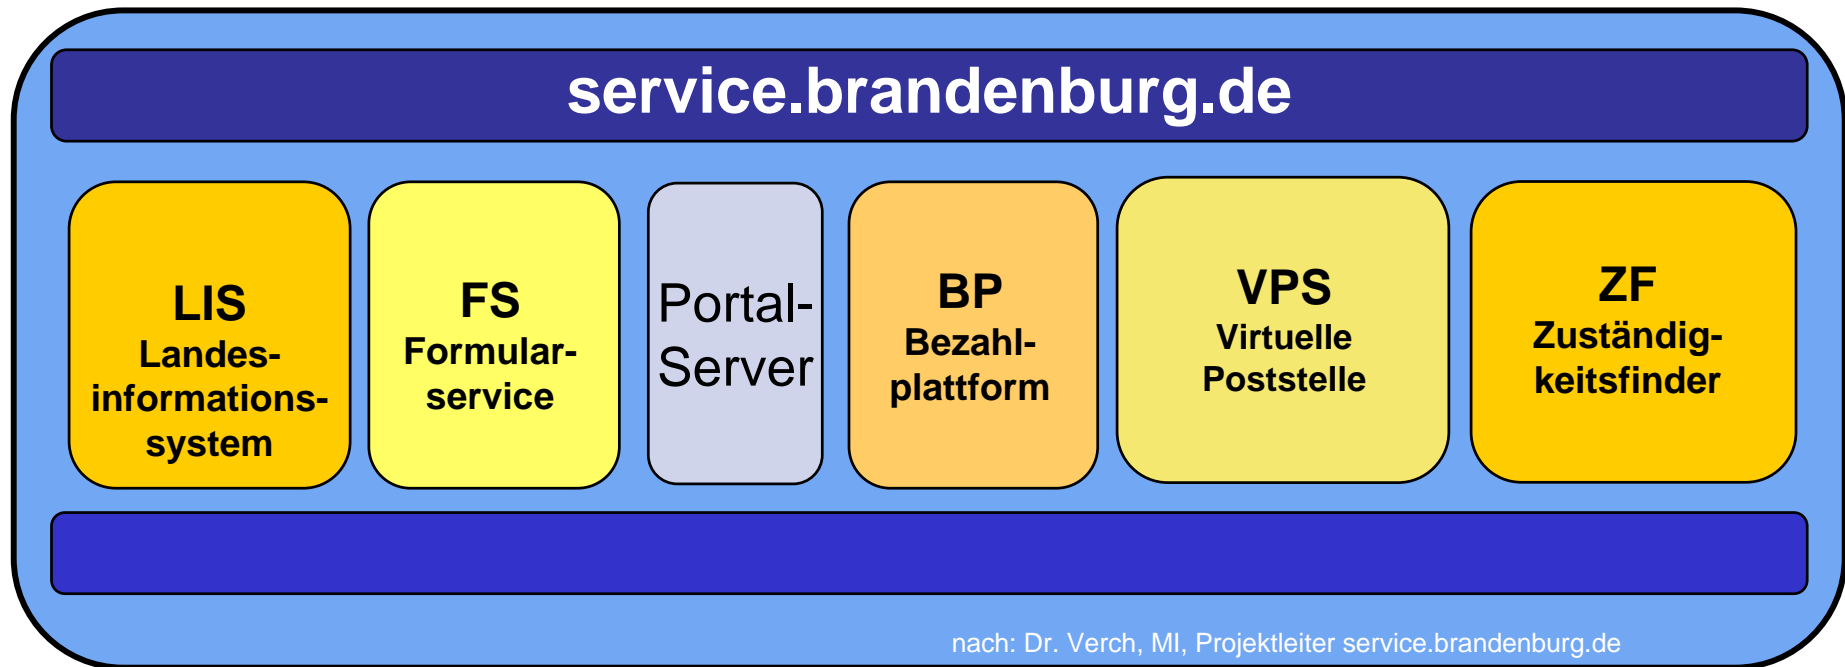 service.brandenburg.de
LIS
Landes-
informations-
system
FS
Formular-
service
Portal-
Server
BP
Bezahl-
plattform
VPS
Virtuelle
Poststelle
ZF
Zuständig-
keitsfinder
nach: Dr. Verch, MI, Projektleiter service.brandenburg.de